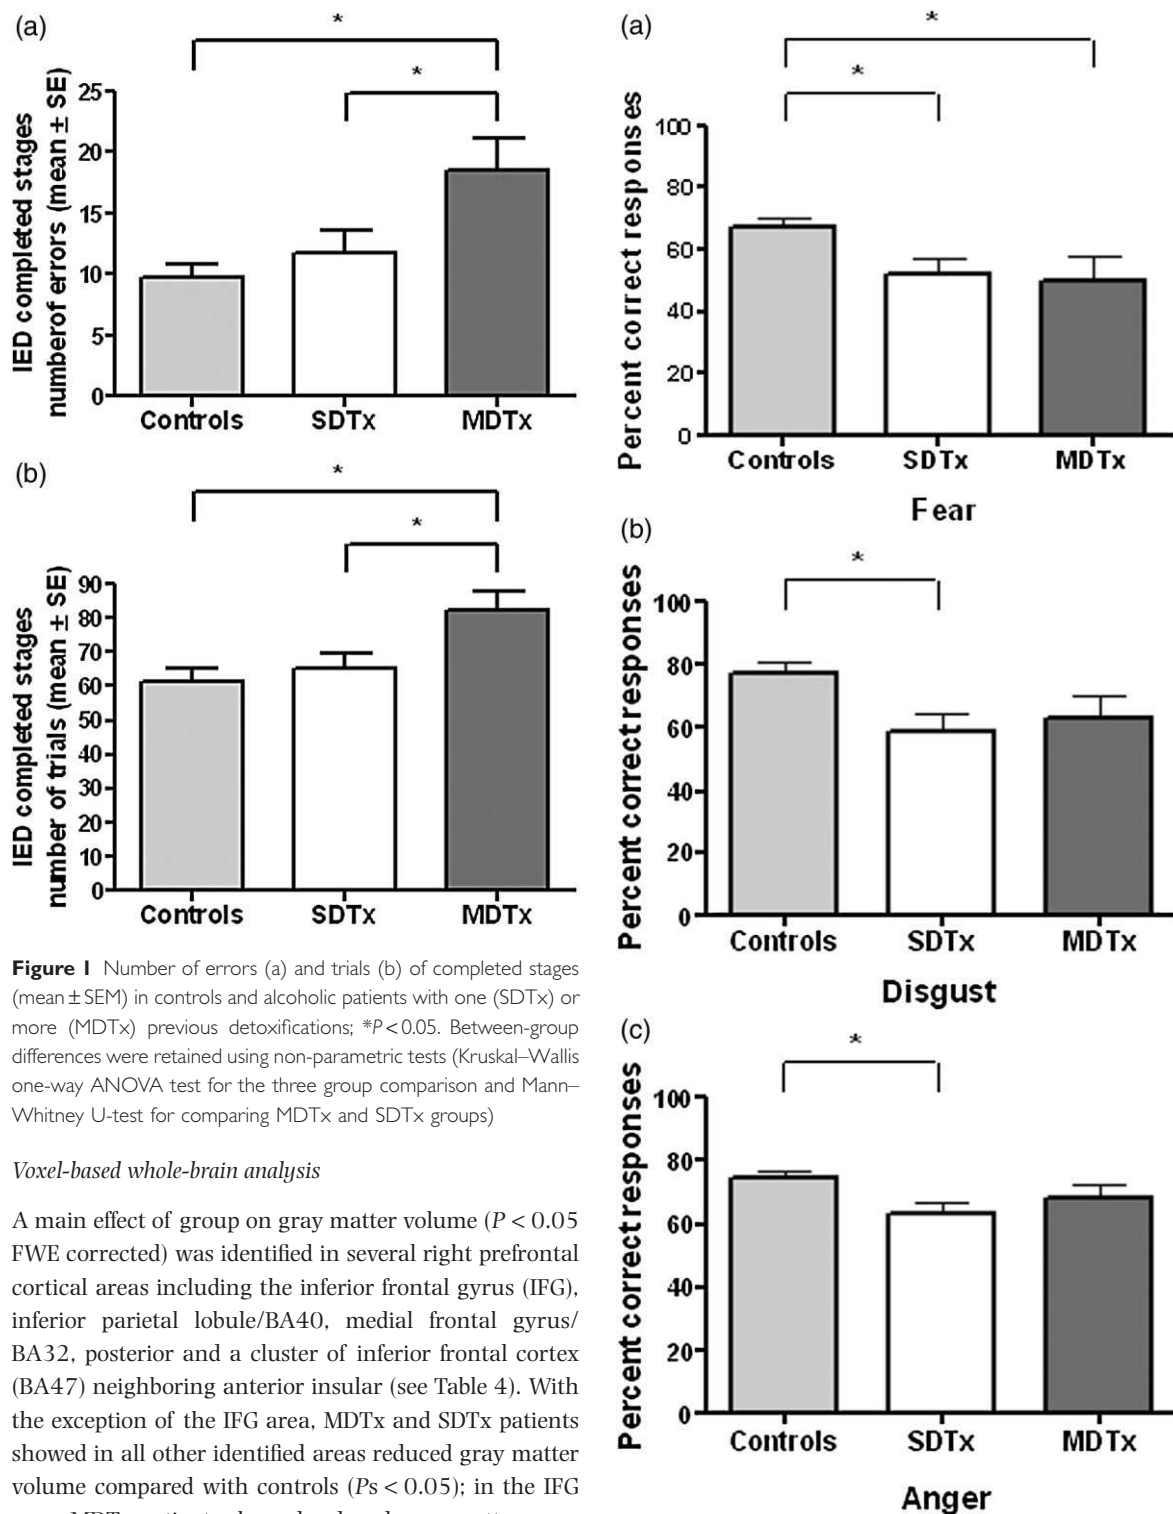 (a)
*
*
IED completed stages
numberof errors (mean ± SE)
25
20
15
10
5
0
Controls SDTx MDTx
(b)
*
*
IED completed stages
number of trials (mean ± SE)
90
80
70
60
50
40
30
20
10
0
Controls SDTx MDTx
Figure 1 Number of errors (a) and trials (b) of completed stages
(mean ± SEM) in controls and alcoholic patients with one (SDTx) or
more (MDTx) previous detoxifications; *P < 0.05. Between-group
differences were retained using non-parametric tests (Kruskal–Wallis
one-way ANOVA test for the three group comparison and Mann–
Whitney U-test for comparing MDTx and SDTx groups)
Voxel-based whole-brain analysis
A main effect of group on gray matter volume (P < 0.05
FWE corrected) was identified in several right prefrontal
cortical areas including the inferior frontal gyrus (IFG),
inferior parietal lobule/BA40, medial frontal gyrus/
BA32, posterior and a cluster of inferior frontal cortex
(BA47) neighboring anterior insular (see Table 4). With
the exception of the IFG area, MDTx and SDTx patients
showed in all other identified areas reduced gray matter
volume compared with controls (Ps < 0.05); in the IFG
(a)
*
*
Percent correct responses
100
80
60
40
20
0
Controls SDTx MDTx
Fear
(b)
*
Percent correct responses
100
80
60
40
20
0
Controls SDTx MDTx
Disgust
(c)
*
Percent correct responses
100
80
60
40
20
0
Controls SDTx MDTx
Anger